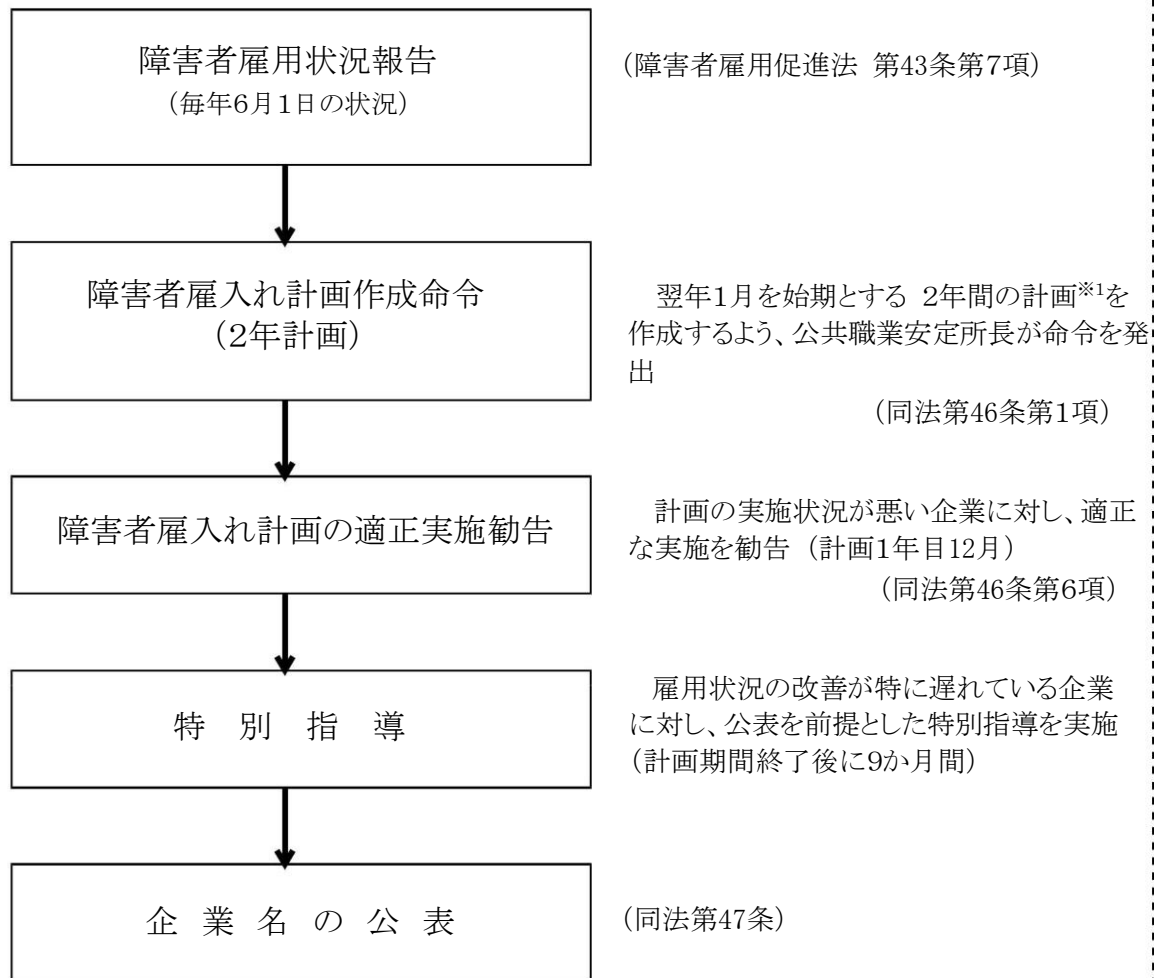 障害者雇用状況報告
（毎年６月１日の状況）
（障害者雇用促進法 第43条第７項）
障害者雇入れ計画作成命令
（２年計画）
翌年１月を始期とする ２年間の計画※1を
作成するよう、公共職業安定所長が命令を発
出
（同法第46条第１項）
障害者雇入れ計画の適正実施勧告
計画の実施状況が悪い企業に対し、適正
な実施を勧告 （計画１年目12月）
（同法第46条第６項）
特 別 指 導
雇用状況の改善が特に遅れている企業
に対し、公表を前提とした特別指導を実施
（計画期間終了後に９か月間）
企 業 名 の 公 表
（同法第47条）